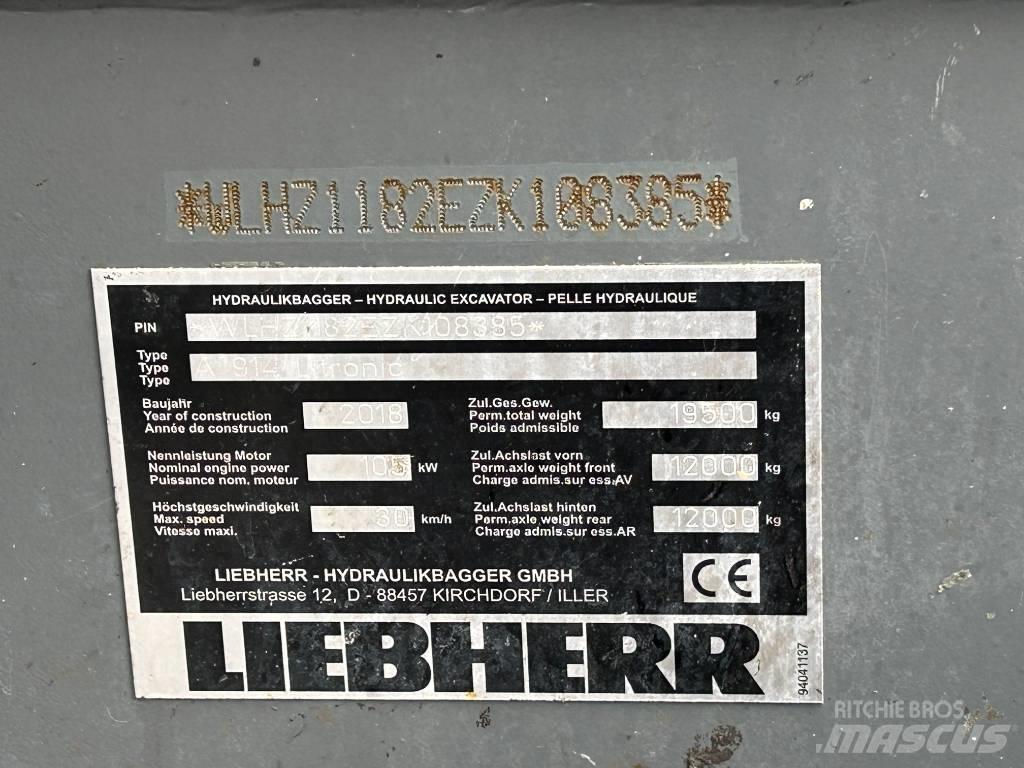 *WLHZ1182EZK108385*
HYDRAULIKBAGGER – HYDRAULIC EXCAVATOR – PELLE HYDRAULIQUE
PIN *WLHZ1182EZK108385*
Type
Type A 914 Litronic
Type
Baujahr
Year of construction 2018
Année de construction
Zul.Ges.Gew.
Perm.total weight 19500 kg
Poids admissible
Nennleistung Motor
Nominal engine power kW
Puissance nom. moteur
Zul.Achslast vorn
Perm.axle weight front 12000 kg
Charge admis.sur ess.AV
Höchstgeschwindigkeit
Max. speed 30 km/h
Vitesse maxi.
Zul.Achslast hinten
Perm.axle weight rear 12000 kg
Charge admis.sur ess.AR
LIEBHERR - HYDRAULIKBAGGER GMBH
Liebherrstrasse 12, D - 88457 KIRCHDORF / ILLER
CE
LIEBHERR
94041137
RITCHIE BROS.
MASCUS